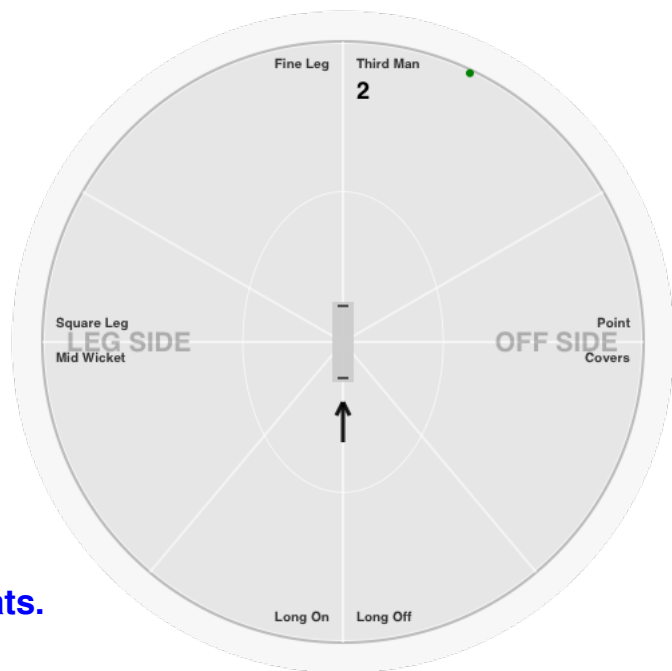 Fine Leg Third Man
2
Square Leg Point
LEG SIDE OFF SIDE
Mid Wicket Covers
ats.
Long On Long Off